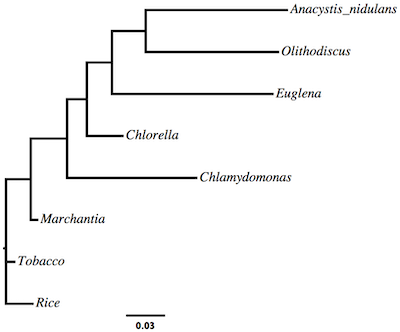 Anacystis_nidulans
Olithodiscus
Euglena
Chlorella
Chlamydomonas
Marchantia
Tobacco
Rice
0.03